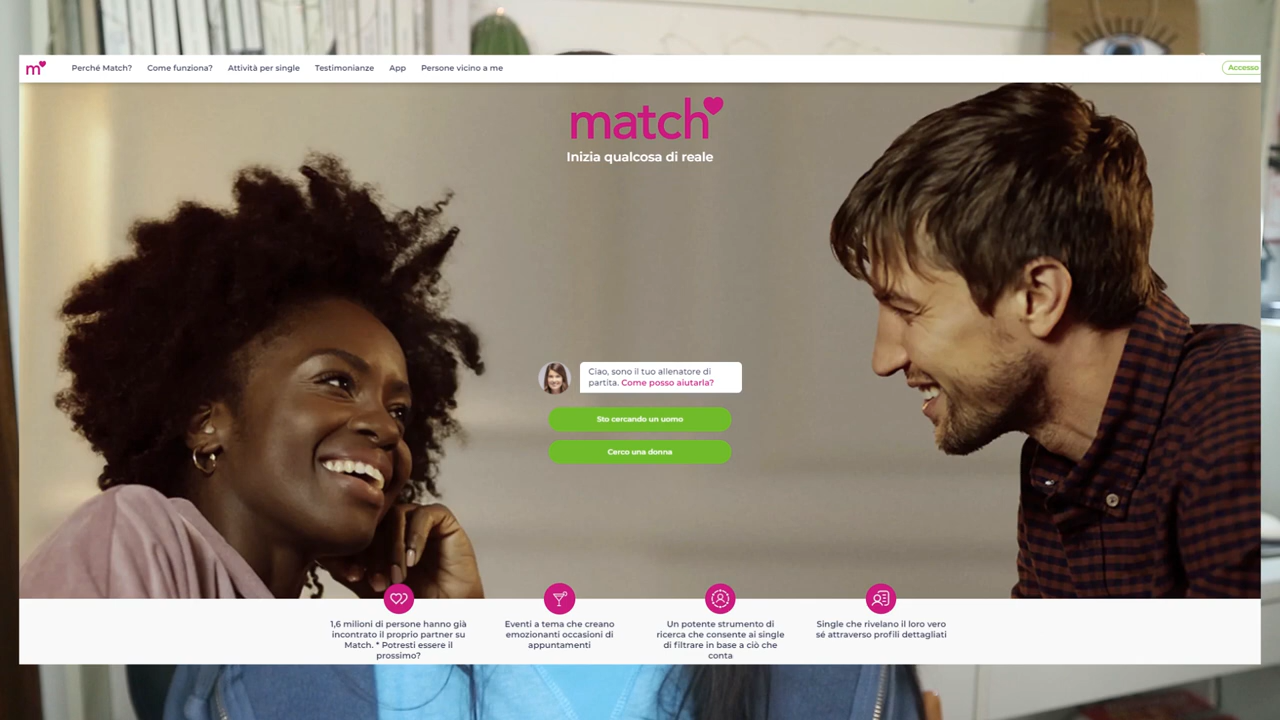 m
Perché Match?
Come funziona?
Attività per single
Testimonianze
App
Persone vicino a me
Accesso
match
Inizia qualcosa di reale
Ciao, sono il tuo allenatore di
partita. Come posso aiutarla?
Sto cercando un uomo
Cerco una donna
1,6 milioni di persone hanno già
incontrato il proprio partner su
Match. * Potresti essere il
prossimo?
Eventi a tema che creano
emozionanti occasioni di
appuntamenti
Un potente strumento di
ricerca che consente ai single
di filtrare in base a ciò che
conta
Single che rivelano il loro vero
sé attraverso profili dettagliati